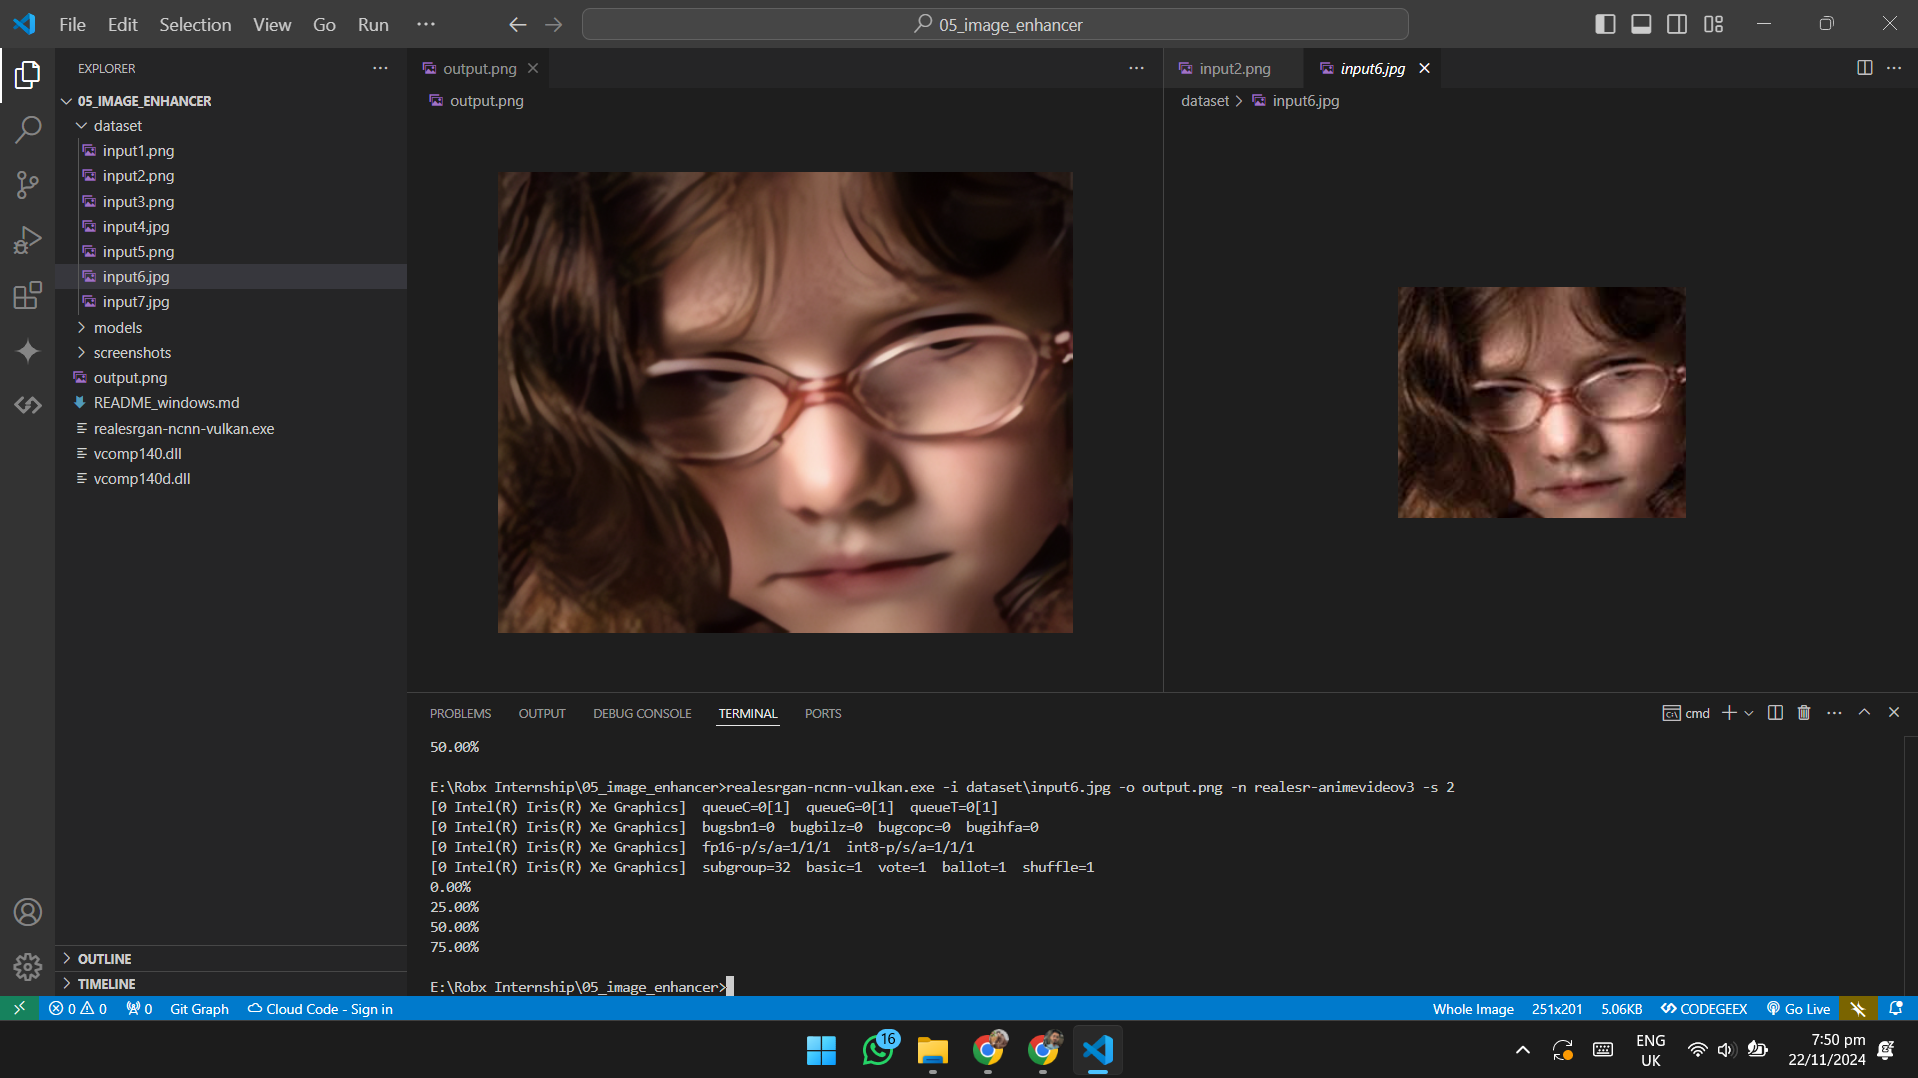 File Edit Selection View Go Run ···
05_image_enhancer
EXPLORER
05_IMAGE_ENHANCER
dataset
input1.png
input2.png
input3.png
input4.jpg
input5.png
input6.jpg
input7.jpg
models
screenshots
output.png
README_windows.md
realesrgan-ncnn-vulkan.exe
vcomp140.dll
vcomp140d.dll
OUTLINE
TIMELINE
output.png
output.png
input2.png input6.jpg
dataset > input6.jpg
PROBLEMS OUTPUT DEBUG CONSOLE TERMINAL PORTS
cmd
50.00%
E:\Robx Internship\05_image_enhancer>realesrgan-ncnn-vulkan.exe -i dataset\input6.jpg -o output.png -n realesr-animevideov3 -s 2
[0 Intel(R) Iris(R) Xe Graphics] queueC=0[1] queueG=0[1] queueT=0[1]
[0 Intel(R) Iris(R) Xe Graphics] bugsbn1=0 bugbilz=0 bugcopc=0 bugihfa=0
[0 Intel(R) Iris(R) Xe Graphics] fp16-p/s/a=1/1/1 int8-p/s/a=1/1/1
[0 Intel(R) Iris(R) Xe Graphics] subgroup=32 basic=1 vote=1 ballot=1 shuffle=1
0.00%
25.00%
50.00%
75.00%
E:\Robx Internship\05_image_enhancer>
0 0 0 Git Graph Cloud Code - Sign in
Whole Image 251x201 5.06KB CODEGEEX Go Live
16
ENG
UK
7:50 pm
22/11/2024